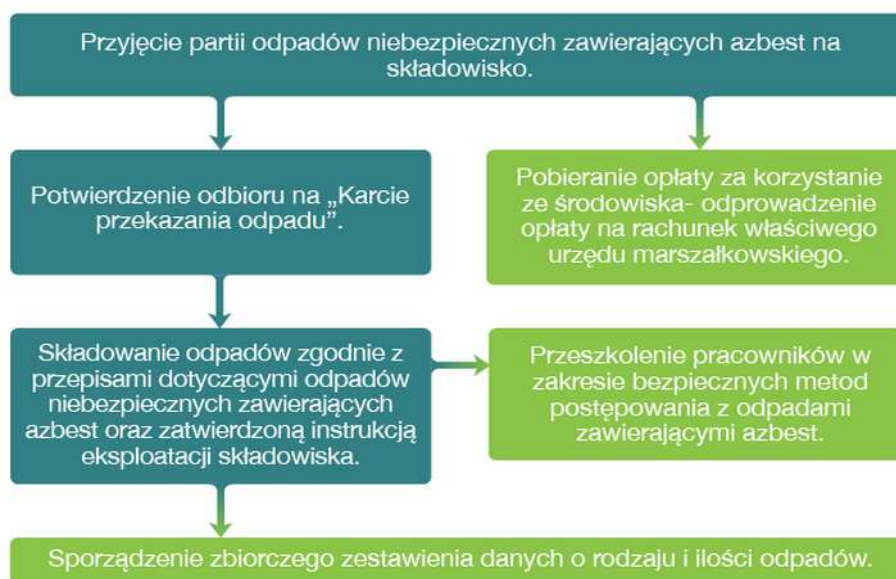 Przyjęcie partii odpadów niebezpiecznych zawierających azbest na
składowisko.
Potwierdzenie odbioru na „Karcie
przekazania odpadu”.
Pobieranie opłaty za korzystanie
ze środowiska- odprowadzenie
opłaty na rachunek właściwego
urzędu marszałkowskiego.
Składowanie odpadów zgodnie z
przepisami dotyczącymi odpadów
niebezpiecznych zawierających
azbest oraz zatwierdzoną instrukcją
eksploatacji składowiska.
Przeszkolenie pracowników w
zakresie bezpiecznych metod
postępowania z odpadami
zawierającymi azbest.
Sporządzenie zbiorczego zestawienia danych o rodzaju i ilości odpadów.